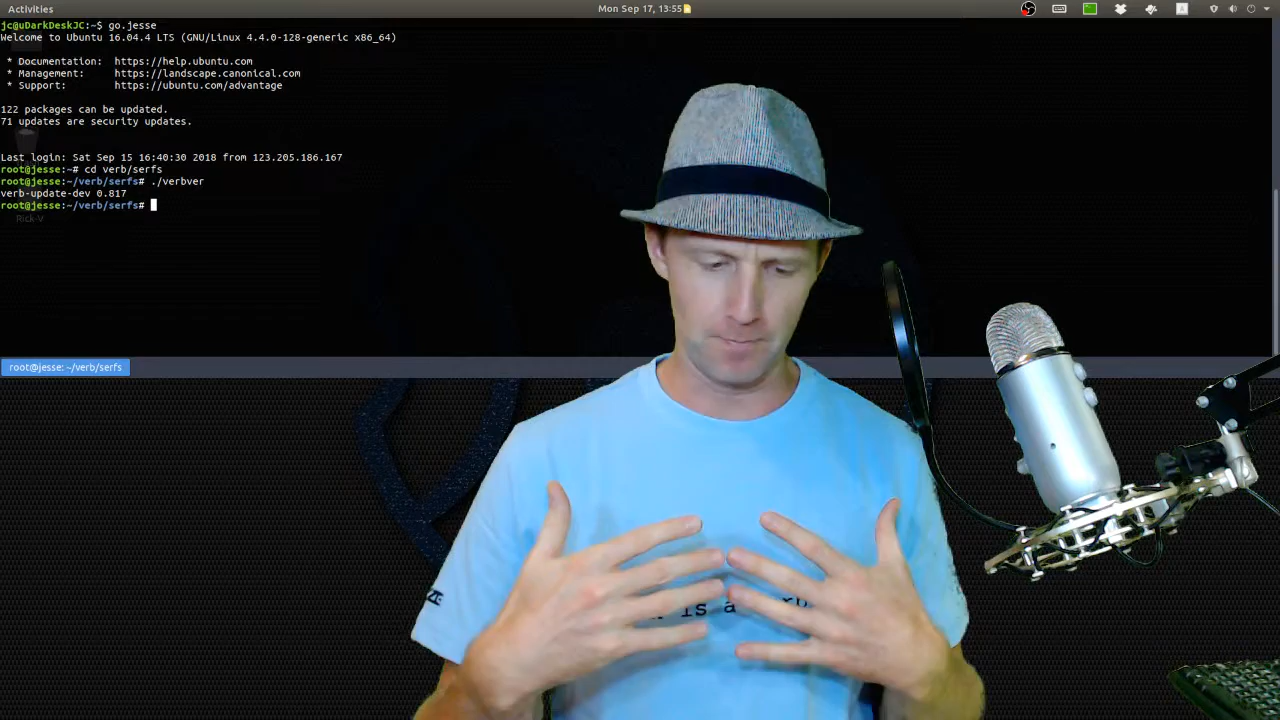 Activities
Mon Sep 17, 13:55
jc@uDarkDeskJC:~$ go.jesse
Welcome to Ubuntu 16.04.4 LTS (GNU/Linux 4.4.0-128-generic x86_64)
* Documentation:  https://help.ubuntu.com
* Management:     https://landscape.canonical.com
* Support:        https://ubuntu.com/advantage
122 packages can be updated.
71 updates are security updates.
Last login: Sat Sep 15 16:40:30 2018 from 123.205.186.167
root@jesse:~# cd verb/serfs
root@jesse:~/verb/serfs# ./verbver
verb-update-dev 0.817
root@jesse:~/verb/serfs#
Rick-V
root@jesse: ~/verb/serfs
is a